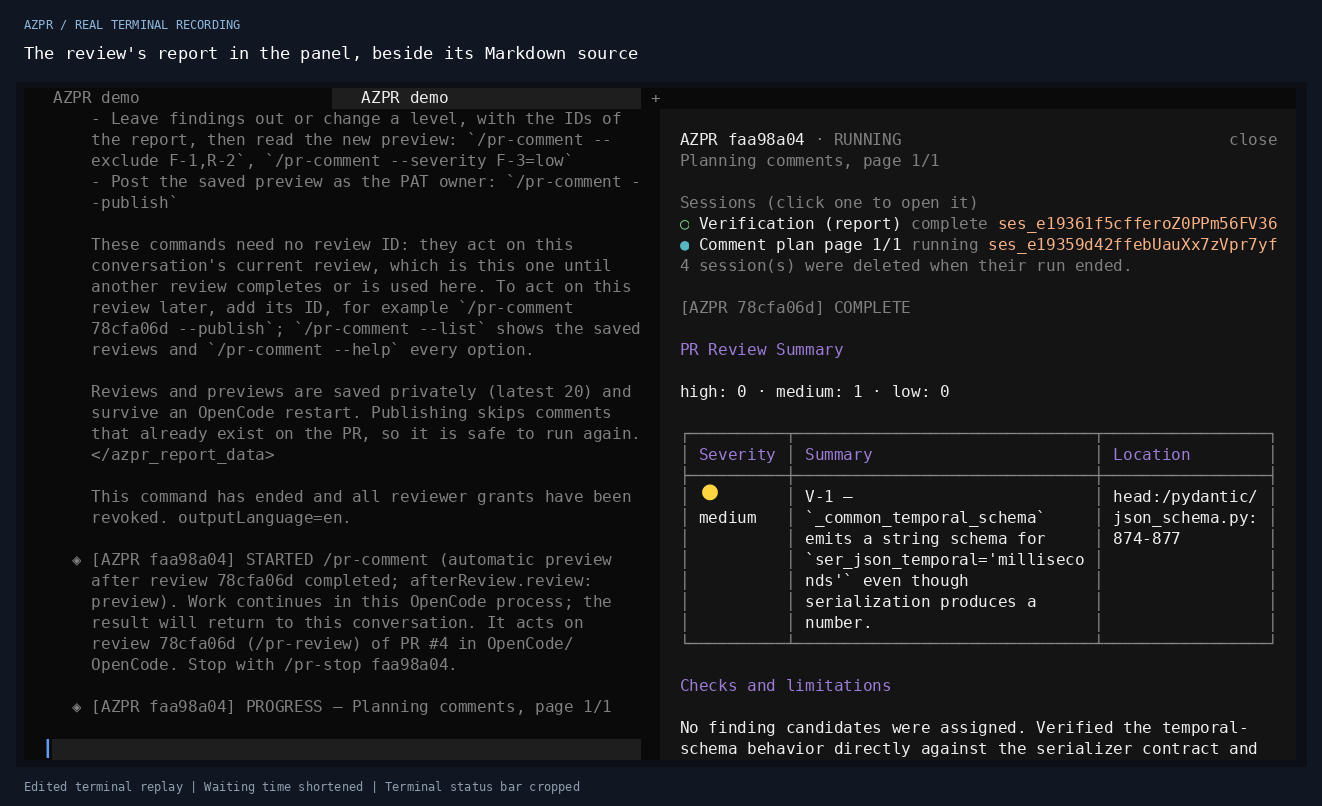 AZPR / REAL TERMINAL RECORDING
The review's report in the panel, beside its Markdown source
AZPR demo
AZPR demo
+
- Leave findings out or change a level, with the IDs of
the report, then read the new preview: `/pr-comment --
exclude F-1,R-2`, `/pr-comment --severity F-3=low`
- Post the saved preview as the PAT owner: `/pr-comment -
-publish`
These commands need no review ID: they act on this
conversation's current review, which is this one until
another review completes or is used here. To act on this
review later, add its ID, for example `/pr-comment
78cfa06d --publish`; `/pr-comment --list` shows the saved
reviews and `/pr-comment --help` every option.
Reviews and previews are saved privately (latest 20) and
survive an OpenCode restart. Publishing skips comments
that already exist on the PR, so it is safe to run again.
</azpr_report_data>
This command has ended and all reviewer grants have been
revoked. outputLanguage=en.
◈ [AZPR faa98a04] STARTED /pr-comment (automatic preview
after review 78cfa06d completed; afterReview.review:
preview). Work continues in this OpenCode process; the
result will return to this conversation. It acts on
review 78cfa06d (/pr-review) of PR #4 in OpenCode/
OpenCode. Stop with /pr-stop faa98a04.
◈ [AZPR faa98a04] PROGRESS — Planning comments, page 1/1
AZPR faa98a04 · RUNNING close
Planning comments, page 1/1
Sessions (click one to open it)
○ Verification (report) complete ses_e19361f5cfferoZ0PPm56FV36
● Comment plan page 1/1 running ses_e19359d42ffebUauXx7zVpr7yf
4 session(s) were deleted when their run ended.
[AZPR 78cfa06d] COMPLETE
PR Review Summary
high: 0 · medium: 1 · low: 0
Severity Summary Location
V-1 — head:/pydantic/
medium `_common_temporal_schema` json_schema.py:
emits a string schema for 874-877
`ser_json_temporal='milliseco
nds'` even though
serialization produces a
number.
Checks and limitations
No finding candidates were assigned. Verified the temporal-
schema behavior directly against the serializer contract and
Edited terminal replay | Waiting time shortened | Terminal status bar cropped